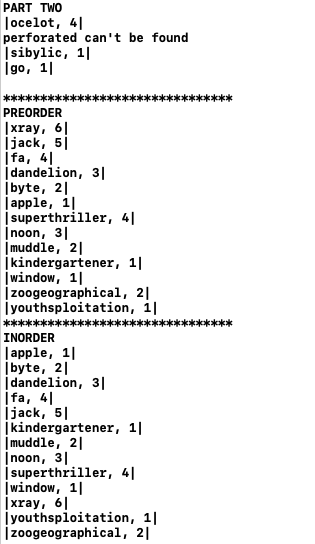 PART TWO
|ocelot, 4|
perforated can't be found
|sibylic, 1|
|go, 1|
*******************************
PREORDER
|xray, 6|
|jack, 5|
|fa, 4|
|dandelion, 3|
|byte, 2|
|apple, 1|
|superthriller, 4|
|noon, 3|
|muddle, 2|
|kindergartener, 1|
|window, 1|
|zoogeographical, 2|
|youthsploitation, 1|
*******************************
INORDER
|apple, 1|
|byte, 2|
|dandelion, 3|
|fa, 4|
|jack, 5|
|kindergartener, 1|
|muddle, 2|
|noon, 3|
|superthriller, 4|
|window, 1|
|xray, 6|
|youthsploitation, 1|
|zoogeographical, 2|